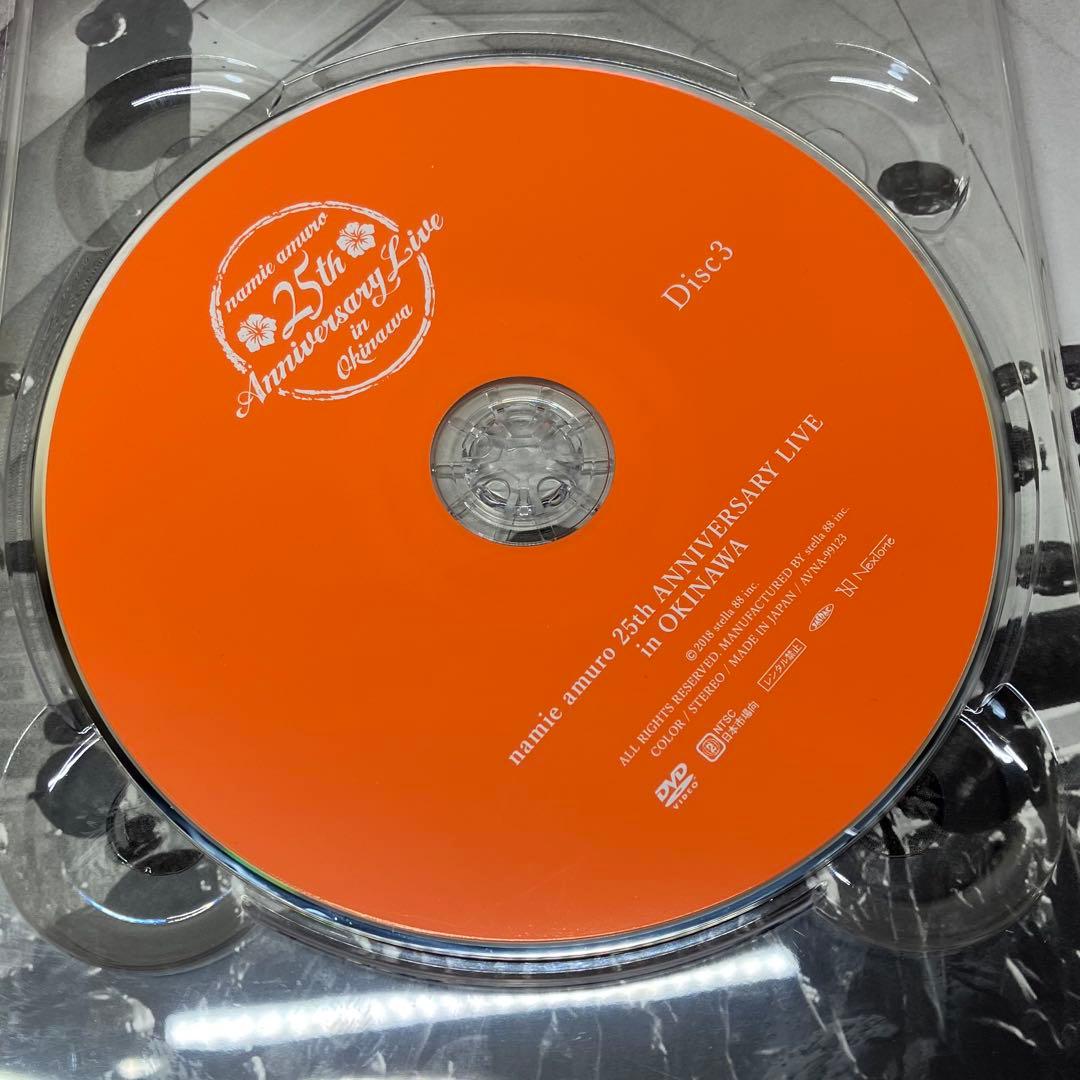 namie amuro
25th
Anniversary Live
in
Okinawa
Disc3
namie amuro 25th ANNIVERSARY LIVE
in OKINAWA
© 2018 stella 88 inc.
ALL RIGHTS RESERVED. MANUFACTURED BY stella 88 inc.
COLOR / STEREO / MADE IN JAPAN / AVNA-99123
DVD
VIDEO
2
NTSC
日本市場向
レンタル禁止
NexTone